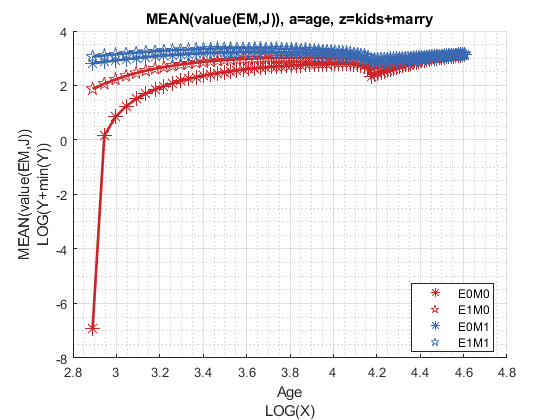 MEAN(value(EM,J)), a=age, z=kids+marry
MEAN(value(EM,J))
LOG(Y+min(Y))
4
2
0
-2
-4
-6
-8
2.8 3 3.2 3.4 3.6 3.8 4 4.2 4.4 4.6 4.8
Age
LOG(X)
E0M0
E1M0
E0M1
E1M1